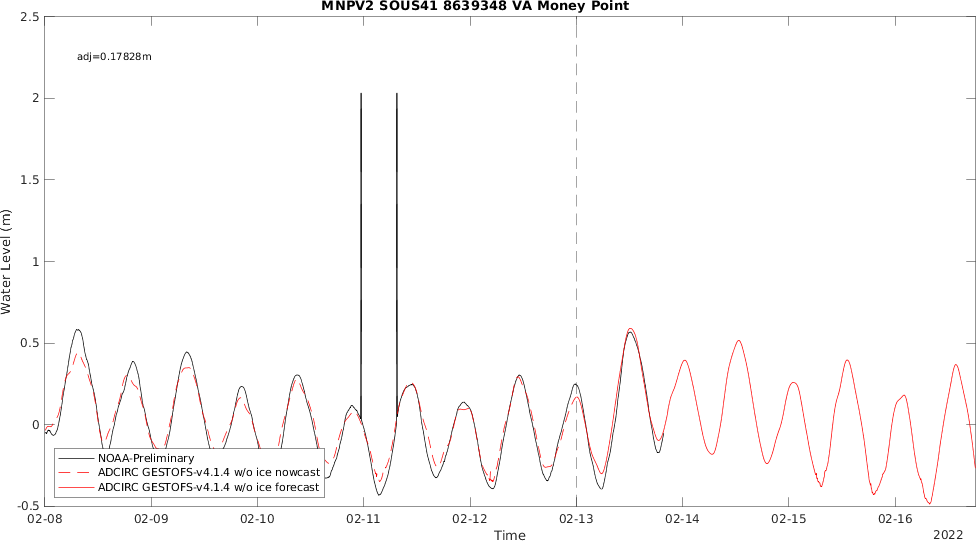 MNPV2 SOUS41 8639348 VA Money Point
adj=0.17828m
2.5
2
1.5
1
0.5
0
-0.5
Water Level (m)
NOAA-Preliminary
ADCIRC GESTOFS-v4.1.4 w/o ice nowcast
ADCIRC GESTOFS-v4.1.4 w/o ice forecast
02-08 02-09 02-10 02-11 02-12 02-13 02-14 02-15 02-16
Time
2022